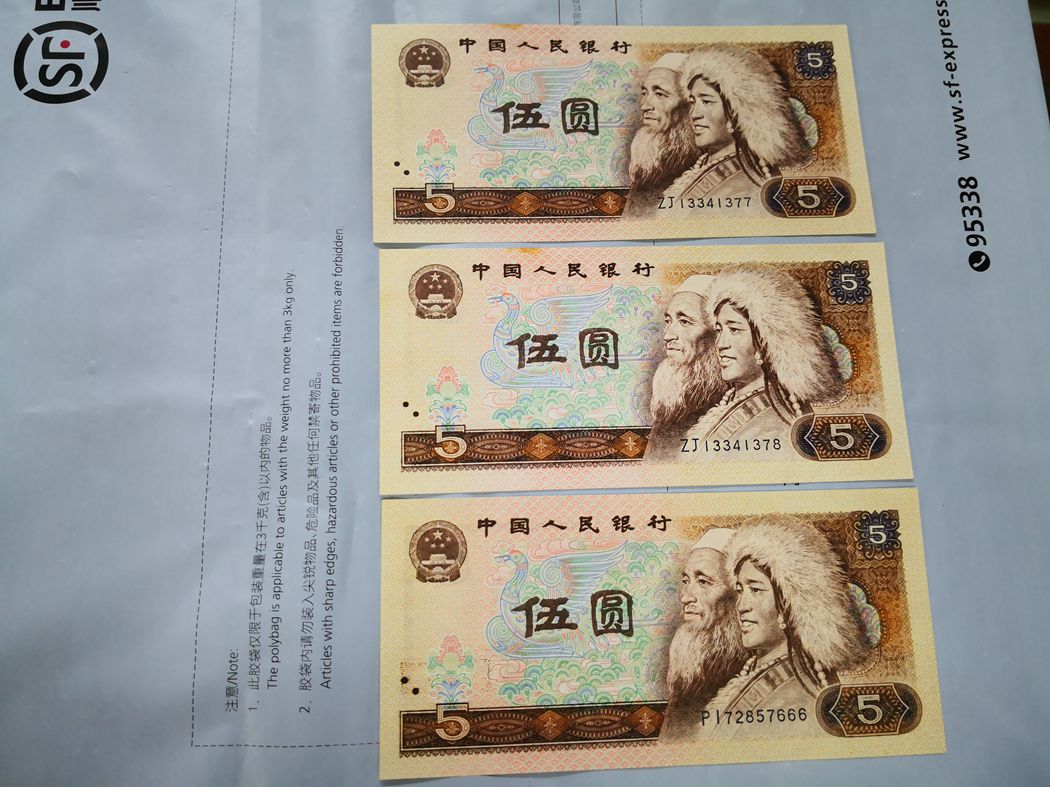 SF
中国人民银行
5
伍圆
5
ZJ13341377
5
中国人民银行
5
伍圆
5
ZJ13341378
5
中国人民银行
5
伍圆
5
PI72857666
5
95338 www.sf-express
注意/Note:
1. 此胶袋仅限于包装重量在3千克(含)以内的物品。
The polybag is applicable to articles with the weight no more than 3kg only.
2. 胶袋内请勿装入尖锐物品、危险品及其他任何禁寄物品。
Articles with sharp edges, hazardous articles or other prohibited items are forbidden.